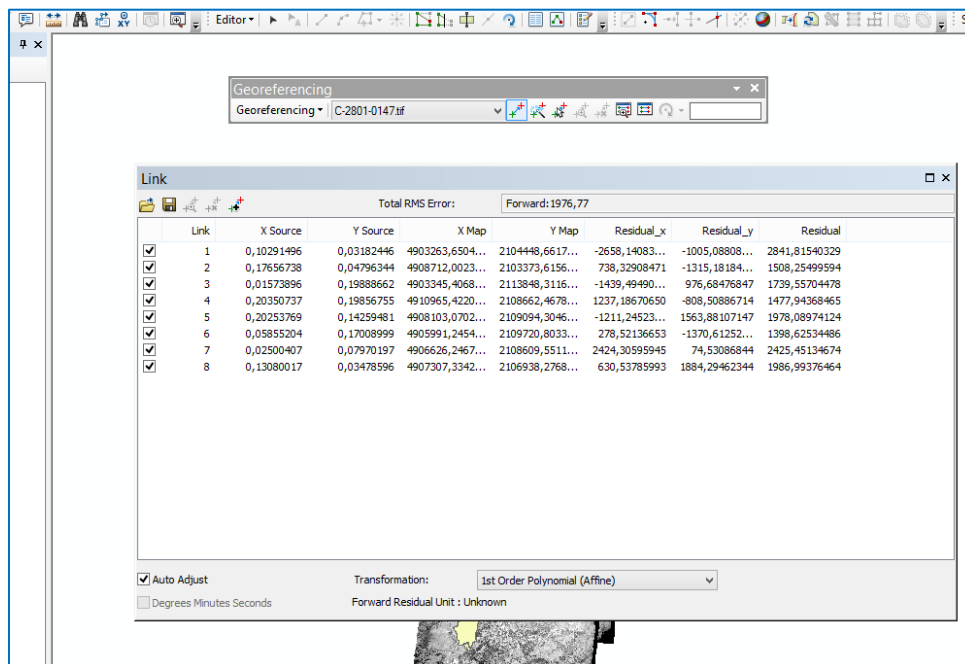 Editor
XY
S
Georeferencing
Georeferencing C-2801-0147.tif
Link
Total RMS Error: Forward:1976,77
Link X Source Y Source X Map Y Map Residual_x Residual_y Residual
1 0,10291496 0,03182446 4903263,6504... 2104448,6617... -2658,14083... -1005,08808... 2841,81540329
2 0,17656738 0,04796344 4908712,0023... 2103373,6156... 738,32908471 -1315,18184... 1508,25499594
3 0,01573896 0,19888662 4903345,4068... 2113848,3116... -1439,49490... 976,68476847 1739,55704478
4 0,20350737 0,19856755 4910965,4220... 2108662,4678... 1237,18670650 -808,50886714 1477,94368465
5 0,20253769 0,14259481 4908103,0702... 2109094,3046... -1211,24523... 1563,88107147 1978,08974124
6 0,05855204 0,17008999 4905991,2454... 2109720,8033... 278,52136653 -1370,61252... 1398,62534486
7 0,02500407 0,07970197 4906626,2467... 2108609,5511... 2424,30595945 74,53086844 2425,45134674
8 0,13080017 0,03478596 4907307,3342... 2106938,2768... 630,53785993 1884,29462344 1986,99376464
Auto Adjust Transformation: 1st Order Polynomial (Affine)
Degrees Minutes Seconds Forward Residual Unit : Unknown